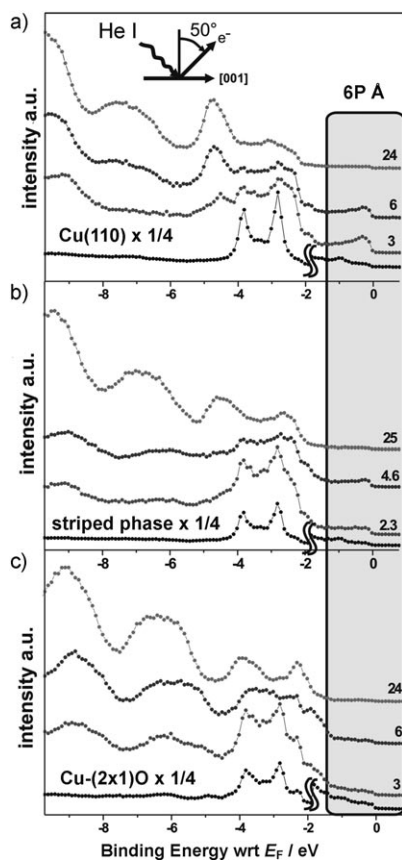 a)
He I
50°
e⁻
[001]
6P Å
intensity a.u.
24
6
3
Cu(110) x 1/4
-8 -6 -4 -2 0
b)
intensity a.u.
25
4.6
2.3
striped phase x 1/4
-8 -6 -4 -2 0
c)
intensity a.u.
24
6
3
Cu-(2x1)O x 1/4
-8 -6 -4 -2 0
Binding Energy wrt E_F / eV